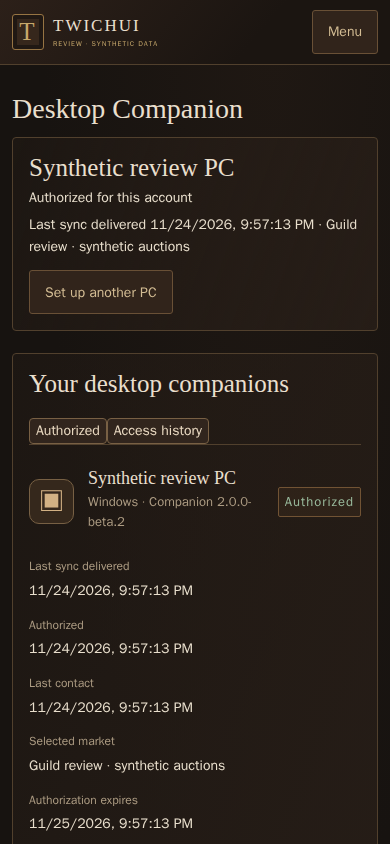 T
TWICHUI
REVIEW · SYNTHETIC DATA
Menu
Desktop Companion
Synthetic review PC
Authorized for this account
Last sync delivered 11/24/2026, 9:57:13 PM · Guild
review · synthetic auctions
Set up another PC
Your desktop companions
Authorized
Access history
Synthetic review PC
Windows · Companion 2.0.0-
beta.2
Authorized
Last sync delivered
11/24/2026, 9:57:13 PM
Authorized
11/24/2026, 9:57:13 PM
Last contact
11/24/2026, 9:57:13 PM
Selected market
Guild review · synthetic auctions
Authorization expires
11/25/2026, 9:57:13 PM